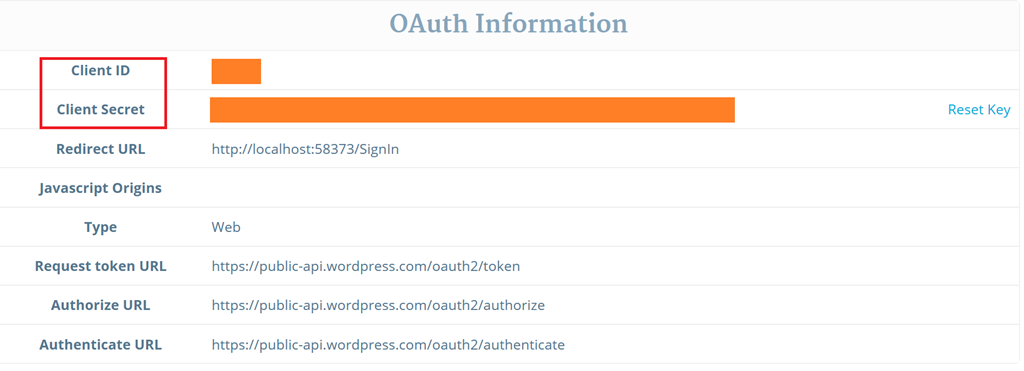 OAuth Information
Client ID
Client Secret Reset Key
Redirect URL http://localhost:58373/SignIn
Javascript Origins
Type Web
Request token URL https://public-api.wordpress.com/oauth2/token
Authorize URL https://public-api.wordpress.com/oauth2/authorize
Authenticate URL https://public-api.wordpress.com/oauth2/authenticate